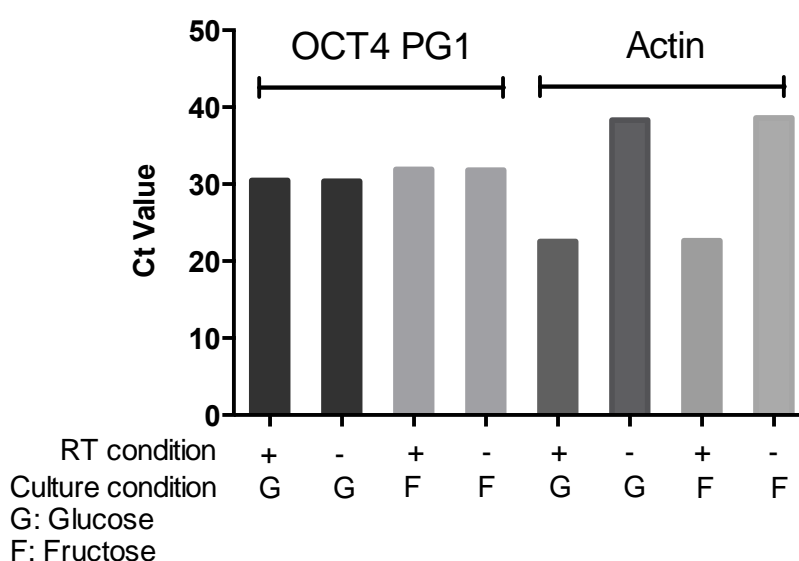 OCT4 PG1 Actin
50
40
30
20
10
0
Ct Value
RT condition + - + - + - + -
Culture condition G G F F G G F F
G: Glucose
F: Fructose